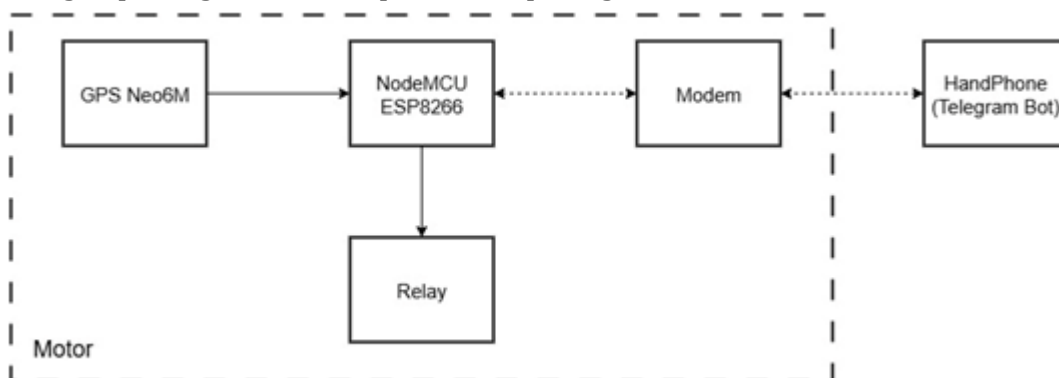 GPS Neo6M
NodeMCU
ESP8266
Modem
HandPhone
(Telegram Bot)
Relay
Motor